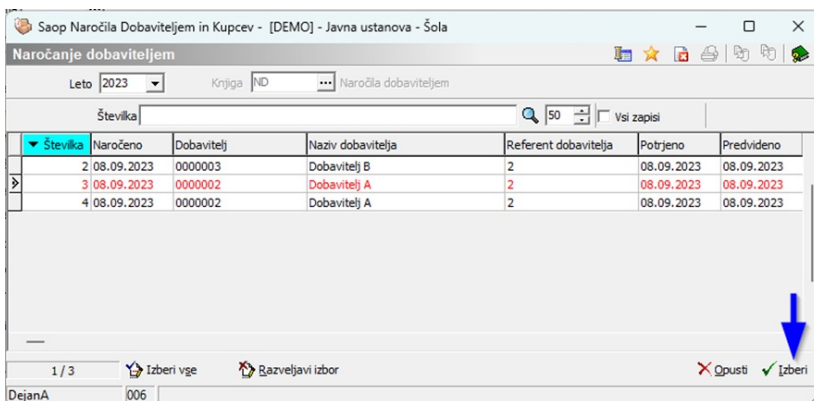 Saop Naročila Dobaviteljem in Kupcev - [DEMO] - Javna ustanova - Šola
Naročanje dobaviteljem
Leto 2023 Knjiga ND ... Naročila dobaviteljem
Številka 50 Vsi zapisi
Številka Naročeno Dobavitelj Naziv dobavitelja Referent dobavitelja Potrjeno Predvideno
2 08.09.2023 0000003 Dobavitelj B 2 08.09.2023 08.09.2023
3 08.09.2023 0000002 Dobavitelj A 2 08.09.2023 08.09.2023
4 08.09.2023 0000002 Dobavitelj A 2 08.09.2023 08.09.2023
1 / 3 Izberi vse Razveljavi izbor Opusti Izberi
DejanA 006